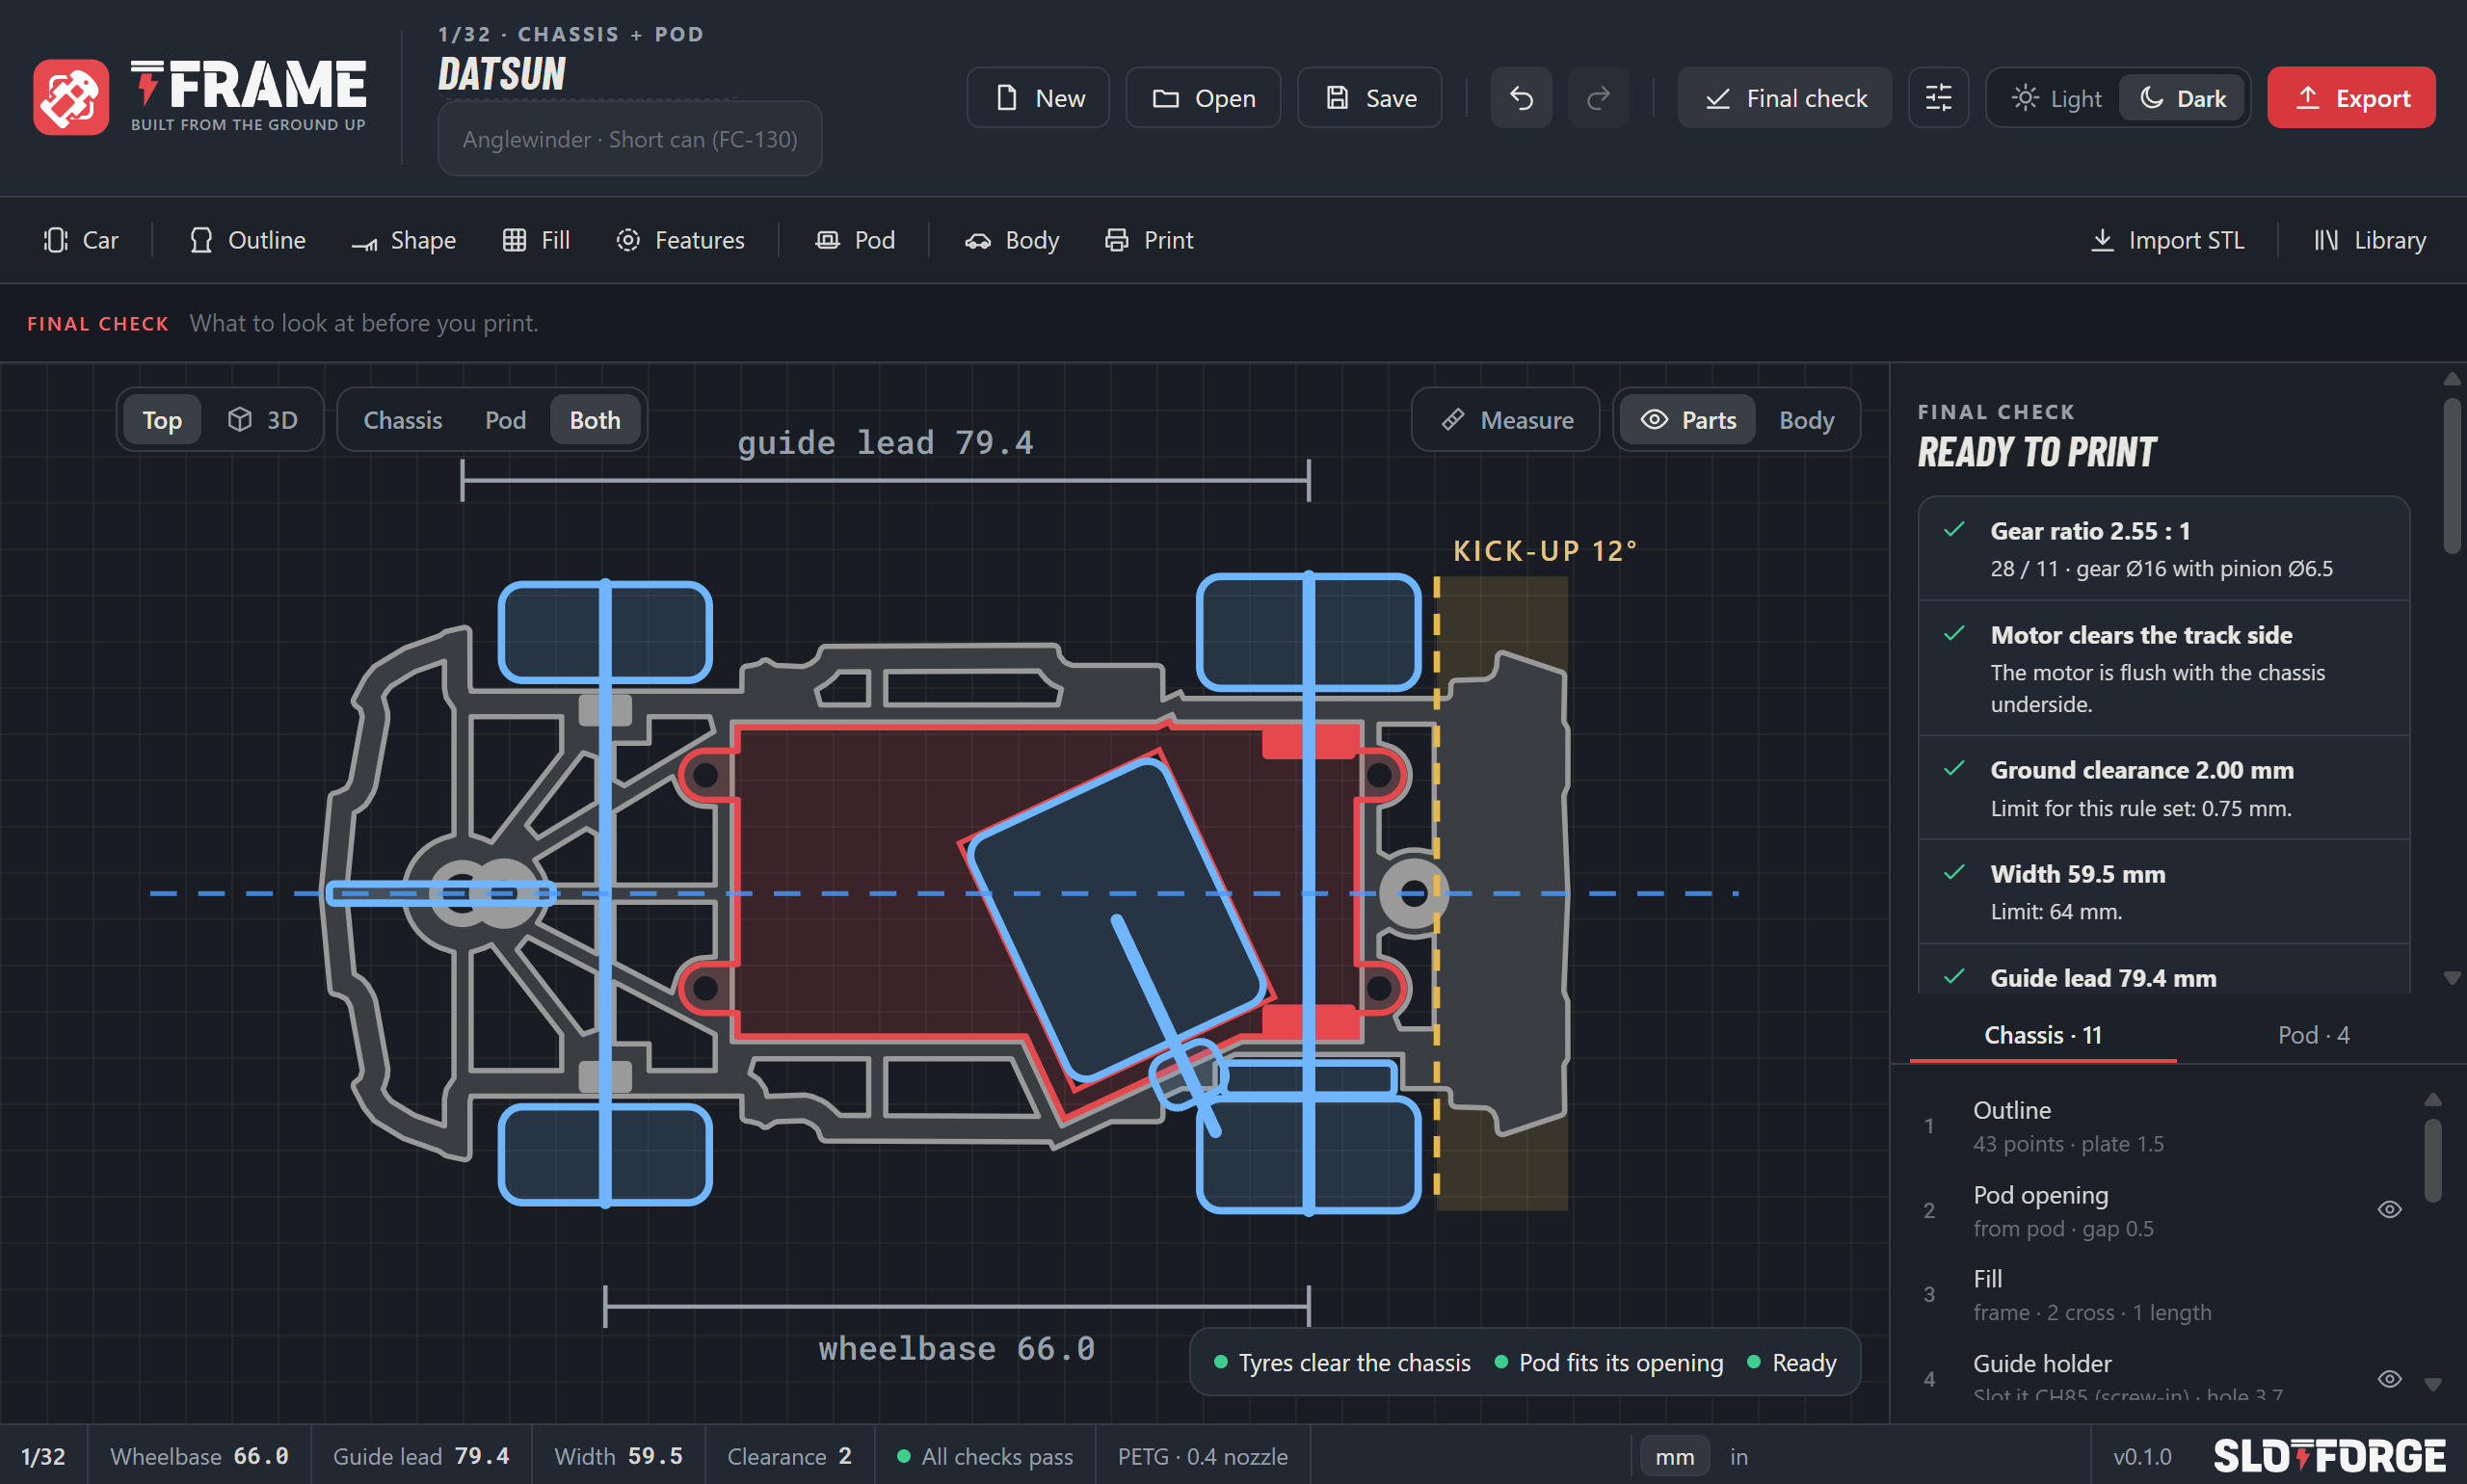 1/32 · CHASSIS + POD
FRAME
BUILT FROM THE GROUND UP
DATSUN
Anglewinder · Short can (FC-130)
New
Open
Save
Final check
Light
Dark
Export
Car
Outline
Shape
Fill
Features
Pod
Body
Print
Import STL
Library
FINAL CHECK What to look at before you print.
Top
3D
Chassis
Pod
Both
Measure
Parts
Body
guide lead 79.4
KICK-UP 12°
wheelbase 66.0
Tyres clear the chassis
Pod fits its opening
Ready
FINAL CHECK
READY TO PRINT
Gear ratio 2.55 : 1
28 / 11 · gear Ø16 with pinion Ø6.5
Motor clears the track side
The motor is flush with the chassis
underside.
Ground clearance 2.00 mm
Limit for this rule set: 0.75 mm.
Width 59.5 mm
Limit: 64 mm.
Guide lead 79.4 mm
Chassis · 11
Pod · 4
1
Outline
43 points · plate 1.5
2
Pod opening
from pod · gap 0.5
3
Fill
frame · 2 cross · 1 length
4
Guide holder
Slot it CH85 (screw-in) · hole 3.7
1/32
Wheelbase 66.0
Guide lead 79.4
Width 59.5
Clearance 2
All checks pass
PETG · 0.4 nozzle
mm
in
v0.1.0
SLOTFORGE